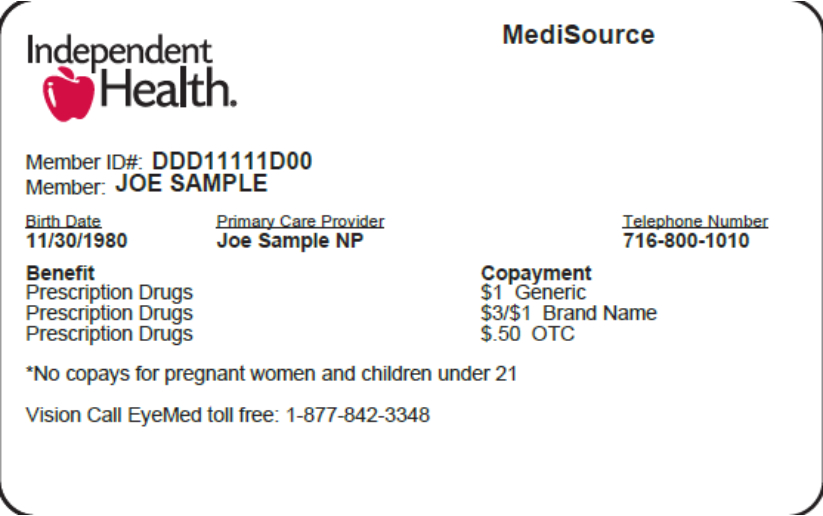 MediSource
Independent
Health.
Member ID#: DDD11111D00
Member: JOE SAMPLE
Birth Date Primary Care Provider Telephone Number
11/30/1980 Joe Sample NP 716-800-1010
Benefit Copayment
Prescription Drugs $1 Generic
Prescription Drugs $3/$1 Brand Name
Prescription Drugs $.50 OTC
*No copays for pregnant women and children under 21
Vision Call EyeMed toll free: 1-877-842-3348